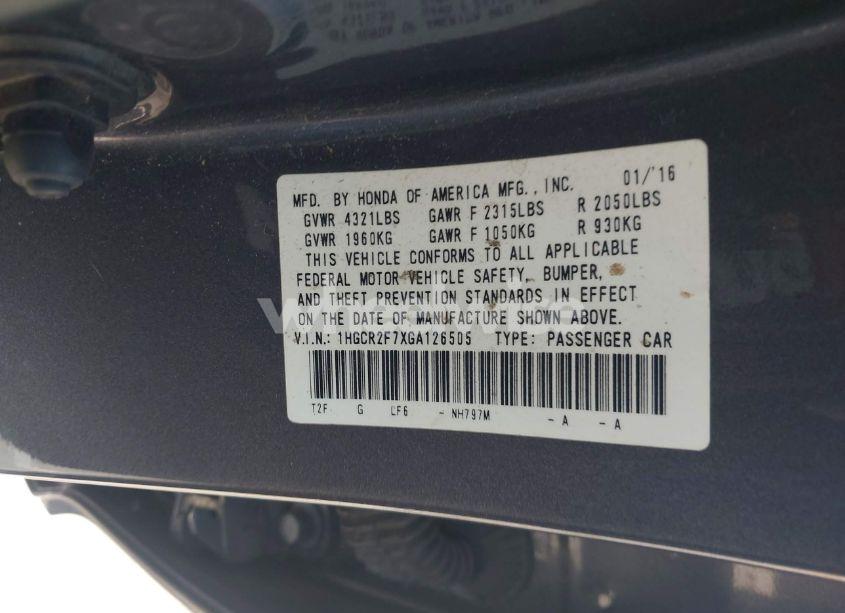 MFD. BY HONDA OF AMERICA MFG., INC. 01/'16
GVWR 4321LBS GAWR F 2315LBS R 2050LBS
GVWR 1960KG GAWR F 1050KG R 930KG
THIS VEHICLE CONFORMS TO ALL APPLICABLE
FEDERAL MOTOR VEHICLE SAFETY, BUMPER,
AND THEFT PREVENTION STANDARDS IN EFFECT
ON THE DATE OF MANUFACTURE SHOWN ABOVE.
V.I.N.: 1HGCR2F7XGA126505 TYPE: PASSENGER CAR
T2F G LF6 - NH797M - A - A